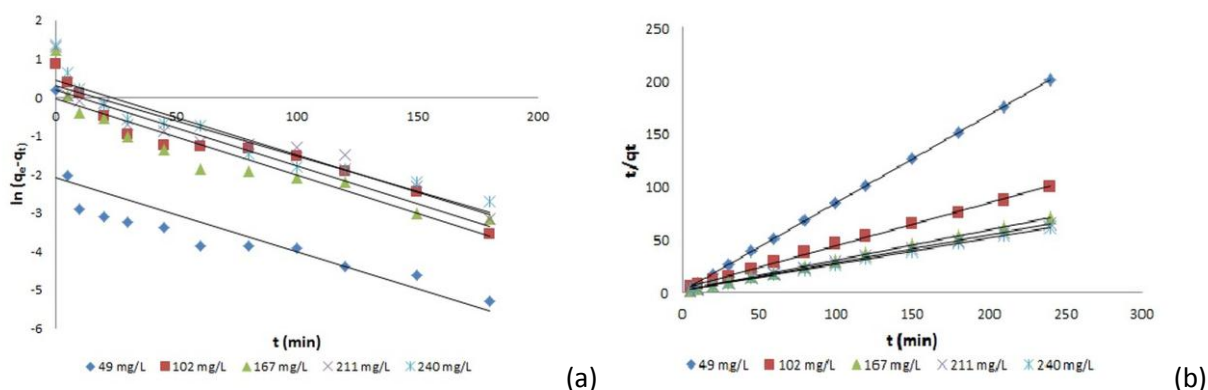 2
1
0
-1
-2
-3
-4
-5
-6
0 50 100 150 200
ln (qe-qt)
t (min)
49 mg/L 102 mg/L 167 mg/L 211 mg/L 240 mg/L
(a)
250
200
150
100
50
0
0 50 100 150 200 250 300
t/qt
t (min)
49 mg/L 102 mg/L 167 mg/L 211 mg/L 240 mg/L
(b)